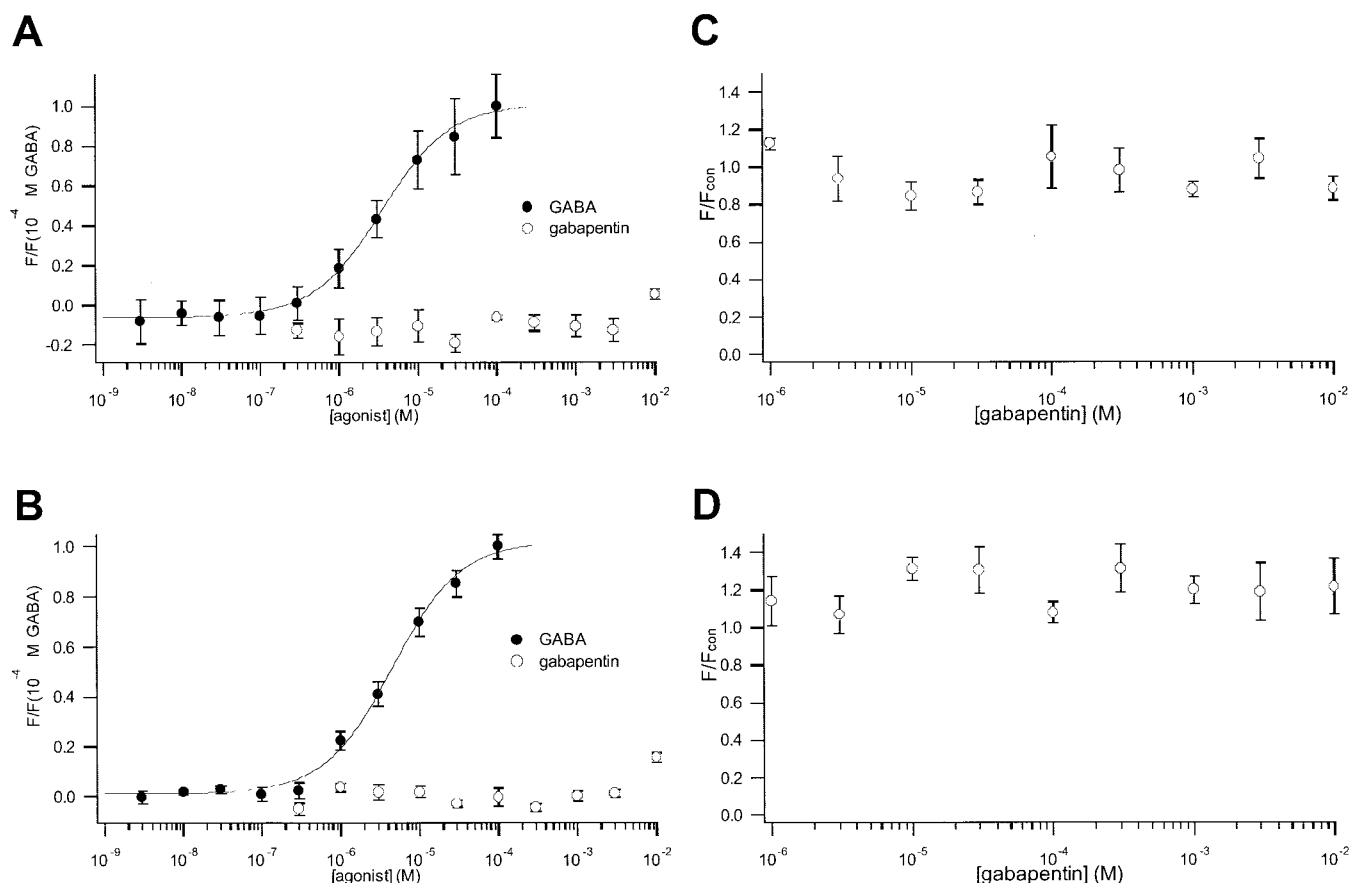 A
F/F(10⁻⁴ M GABA)
1.0
0.8
0.6
0.4
0.2
0.0
-0.2
GABA
gabapentin
10⁻⁹ 10⁻⁸ 10⁻⁷ 10⁻⁶ 10⁻⁵ 10⁻⁴ 10⁻³ 10⁻²
[agonist] (M)
C
F/Fcon
1.4
1.2
1.0
0.8
0.6
0.4
0.2
0.0
10⁻⁶ 10⁻⁵ 10⁻⁴ 10⁻³ 10⁻²
[gabapentin] (M)
B
F/F(10⁻⁴ M GABA)
1.0
0.8
0.6
0.4
0.2
0.0
GABA
gabapentin
10⁻⁹ 10⁻⁸ 10⁻⁷ 10⁻⁶ 10⁻⁵ 10⁻⁴ 10⁻³ 10⁻²
[agonist] (M)
D
F/Fcon
1.4
1.2
1.0
0.8
0.6
0.4
0.2
0.0
10⁻⁶ 10⁻⁵ 10⁻⁴ 10⁻³ 10⁻²
[gabapentin] (M)